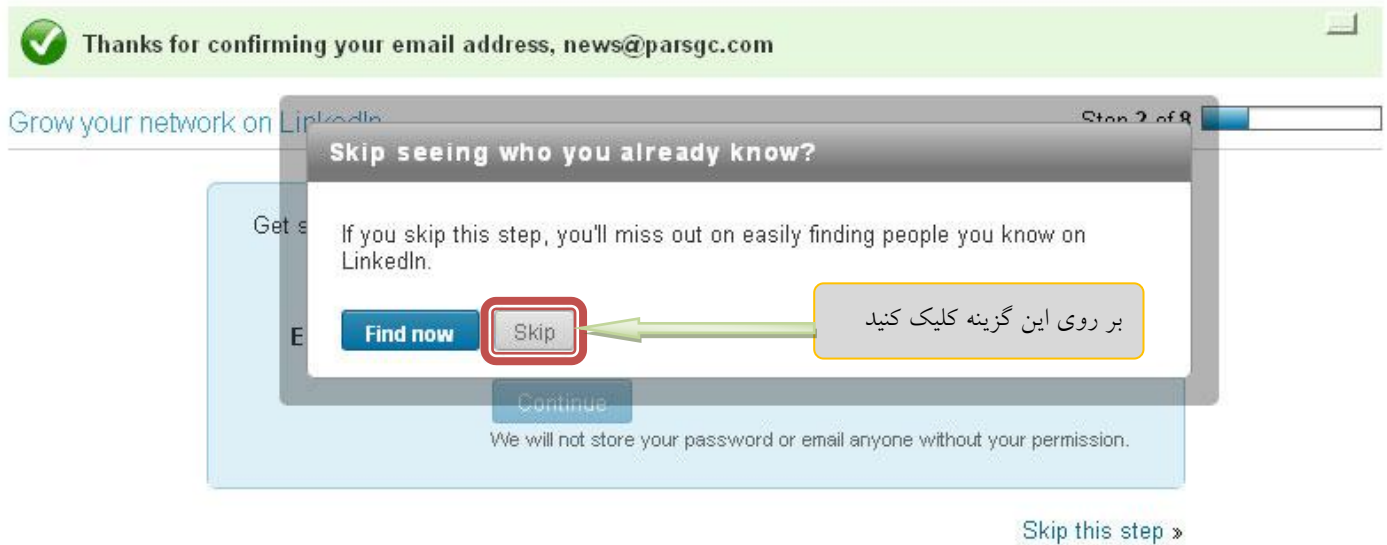 Thanks for confirming your email address, news@parsgc.com
Grow your network on LinkedIn
Step 2 of 8
Skip seeing who you already know?
Get s
If you skip this step, you'll miss out on easily finding people you know on
LinkedIn.
E
Find now
Skip
بر روی این گزینه کلیک کنید
Continue
We will not store your password or email anyone without your permission.
Skip this step »